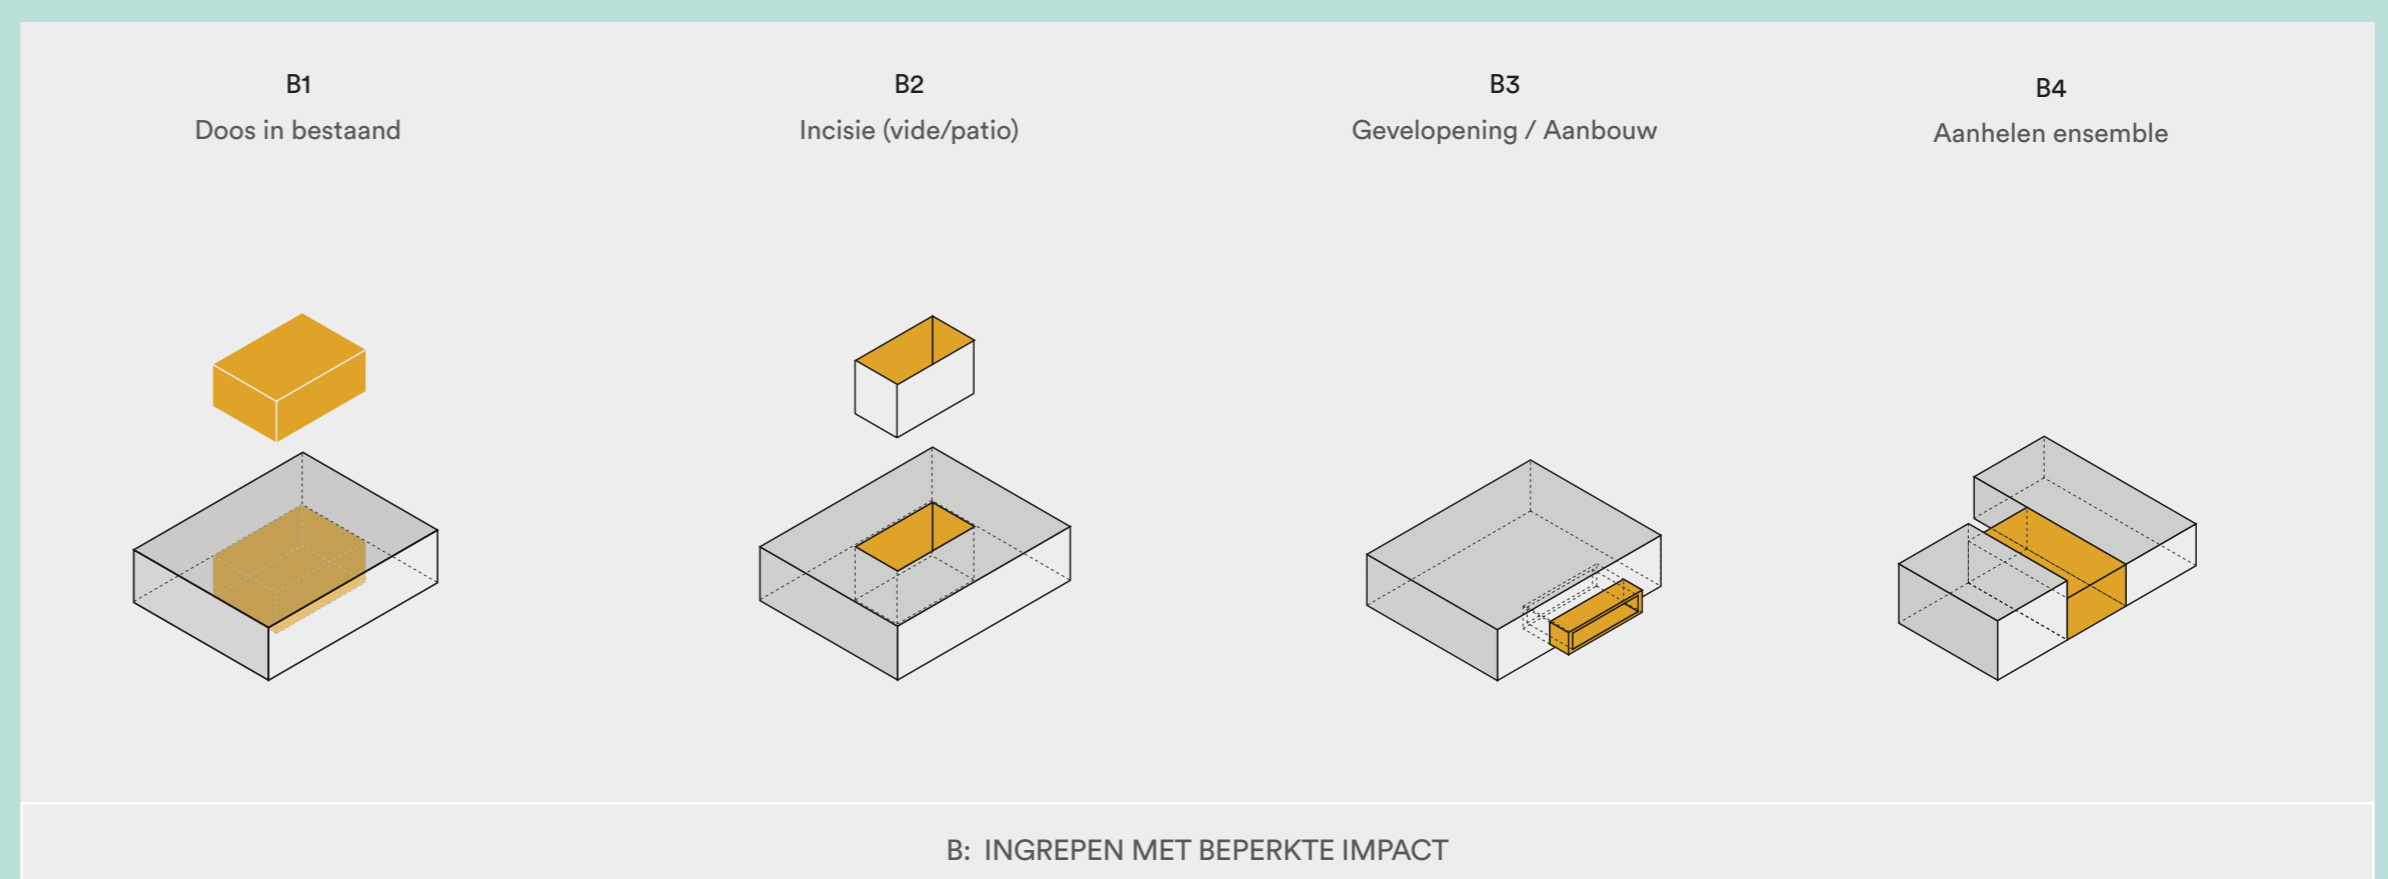 B1
Doos in bestaand
B2
Incisie (vide/patio)
B3
Gevelopening / Aanbouw
B4
Aanhelen ensemble
B: INGREPEN MET BEPERKTE IMPACT